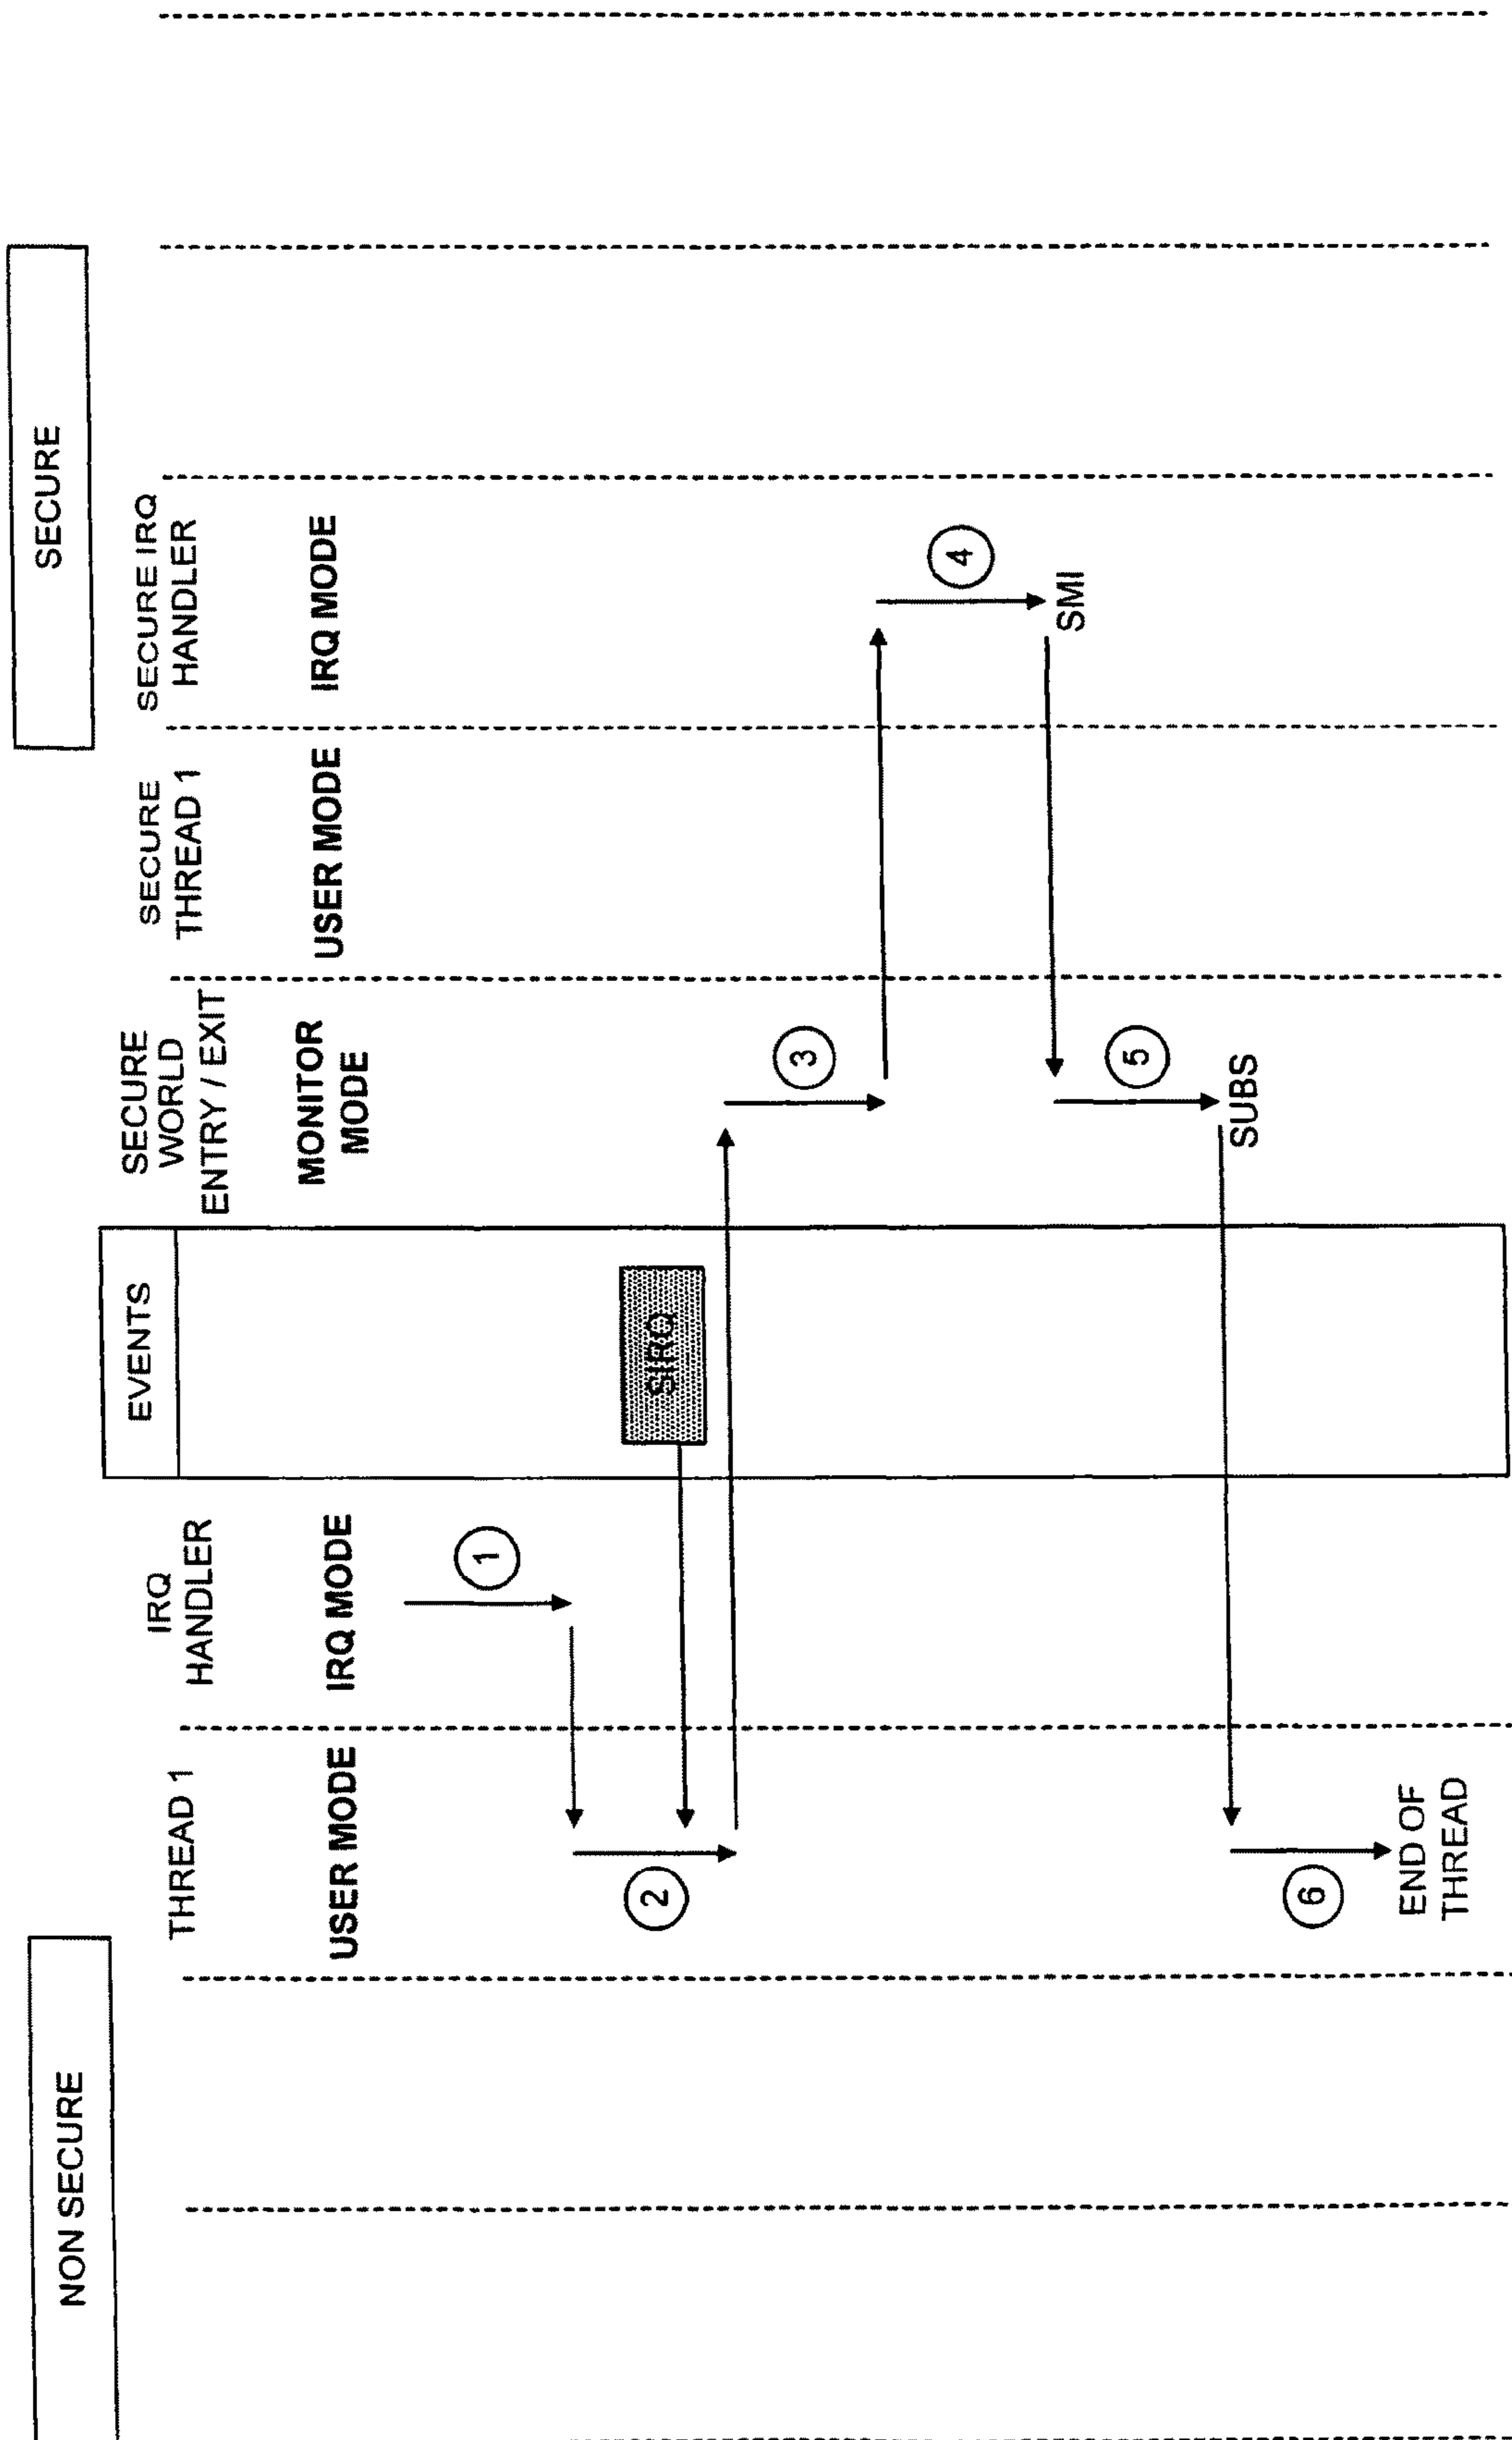 NON SECURE
SECURE
THREAD 1
IRQ
HANDLER
EVENTS
SECURE
WORLD
ENTRY / EXIT
SECURE
THREAD 1
SECURE IRQ
HANDLER
USER MODE
IRQ MODE
MONITOR
MODE
USER MODE
IRQ MODE
1
2
SIRQ
3
4
SMI
5
SUBS
6
END OF
THREAD